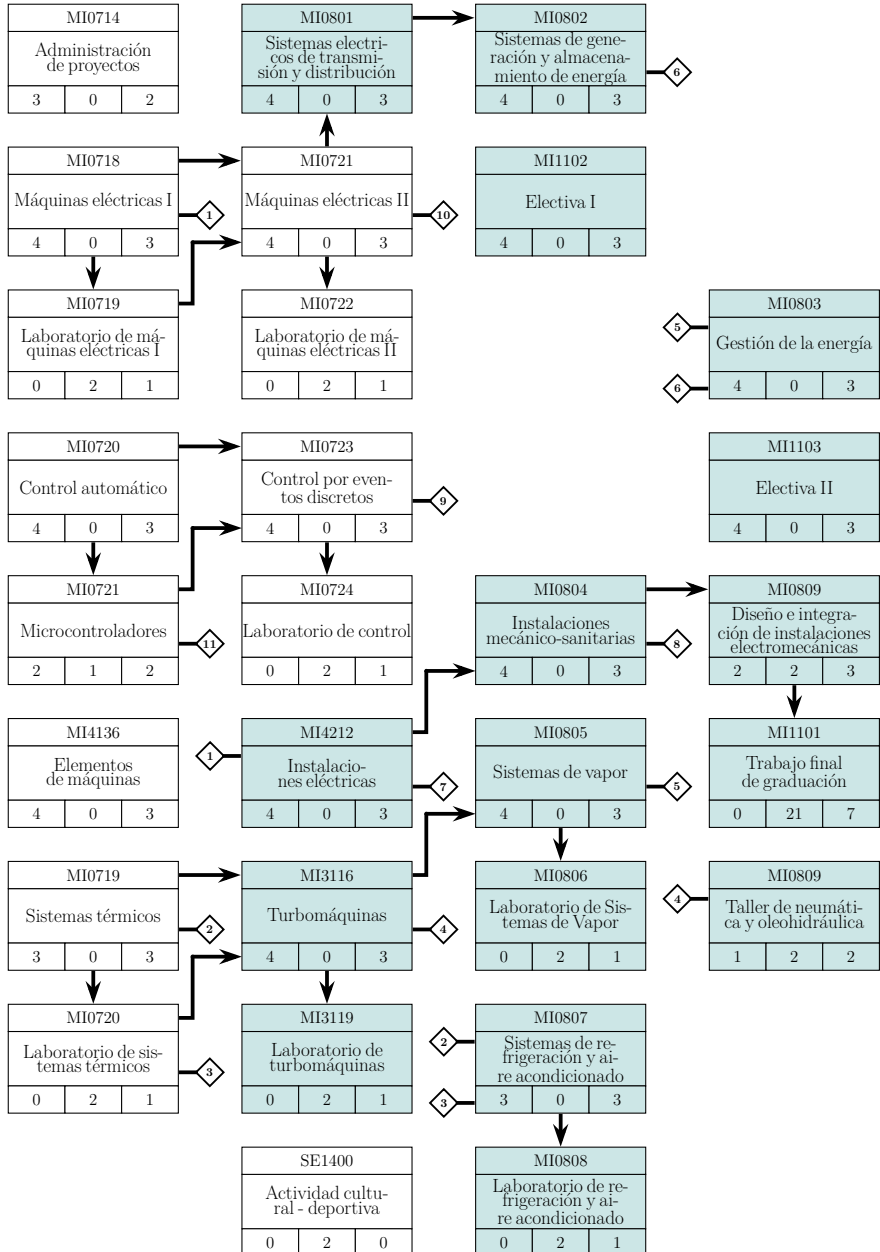 MI0714
Administración
de proyectos
3 0 2
MI0801
Sistemas electri-
cos de transmi-
sión y distribución
4 0 3
MI0802
Sistemas de gene-
ración y almacena-
miento de energía
4 0 3
6
MI0718
Máquinas eléctricas I
4 0 3
1
MI0721
Máquinas eléctricas II
4 0 3
10
MI1102
Electiva I
4 0 3
MI0719
Laboratorio de má-
quinas eléctricas I
0 2 1
MI0722
Laboratorio de má-
quinas eléctricas II
0 2 1
5
6
MI0803
Gestión de la energía
4 0 3
MI0720
Control automático
4 0 3
MI0723
Control por even-
tos discretos
4 0 3
9
MI1103
Electiva II
4 0 3
MI0721
Microcontroladores
2 1 2
11
MI0724
Laboratorio de control
0 2 1
MI0804
Instalaciones
mecánico-sanitarias
4 0 3
8
MI0809
Diseño e integra-
ción de instalaciones
electromecánicas
2 2 3
MI4136
Elementos
de máquinas
4 0 3
1
MI4212
Instalacio-
nes eléctricas
4 0 3
7
MI0805
Sistemas de vapor
4 0 3
5
MI1101
Trabajo final
de graduación
0 21 7
MI0719
Sistemas térmicos
3 0 3
2
MI3116
Turbomáquinas
4 0 3
4
MI0806
Laboratorio de Sis-
temas de Vapor
0 2 1
4
MI0809
Taller de neumáti-
ca y oleohidráulica
1 2 2
MI0720
Laboratorio de sis-
temas térmicos
0 2 1
3
MI3119
Laboratorio de
turbomáquinas
0 2 1
2
3
MI0807
Sistemas de re-
frigeración y ai-
re acondicionado
3 0 3
SE1400
Actividad cultu-
ral - deportiva
0 2 0
MI0808
Laboratorio de re-
frigeración y ai-
re acondicionado
0 2 1